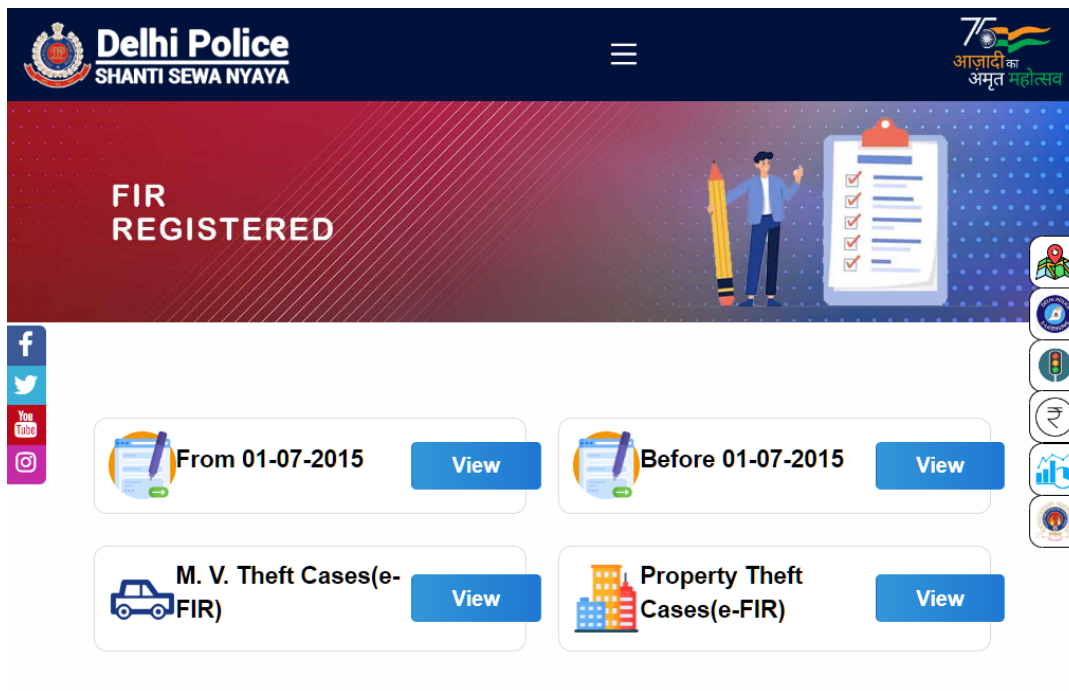 Delhi Police
SHANTI SEWA NYAYA
75
आज़ादी का
अमृत महोत्सव
FIR
REGISTERED
You
Tube
From 01-07-2015
View
Before 01-07-2015
View
M. V. Theft Cases(e-
FIR)
View
Property Theft
Cases(e-FIR)
View